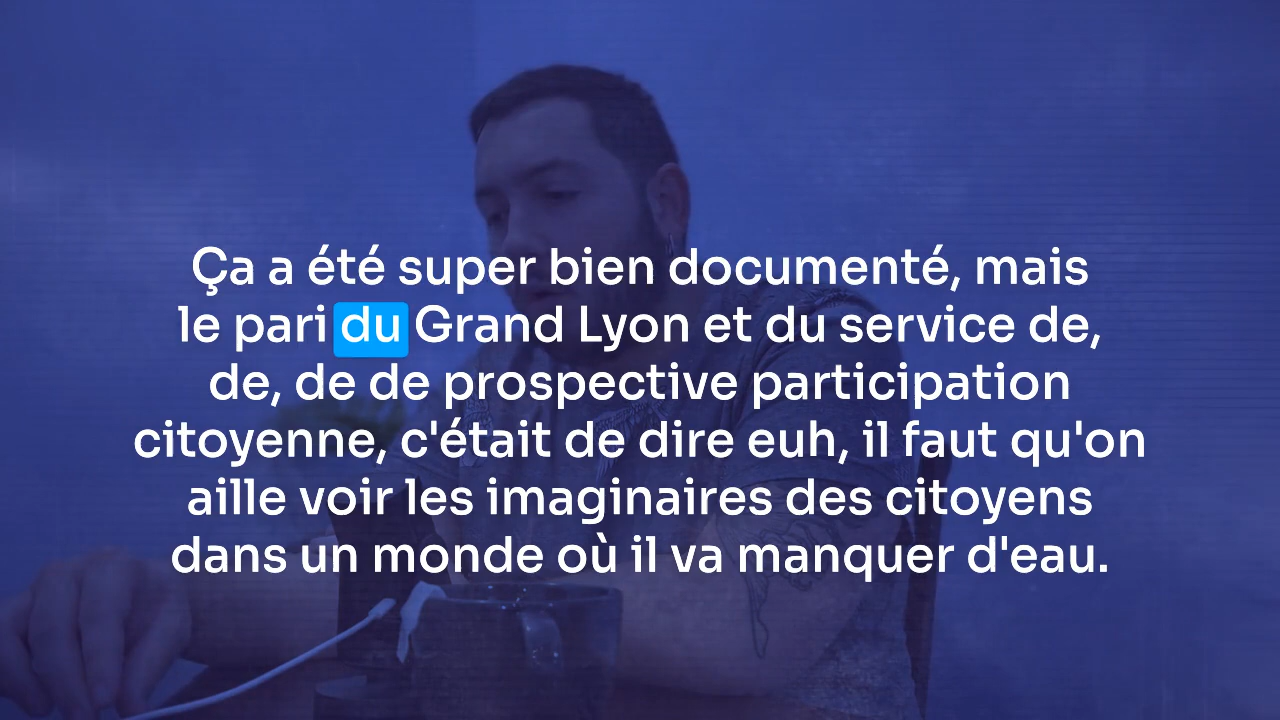 Ça a été super bien documenté, mais
le pari du Grand Lyon et du service de,
de, de de prospective participation
citoyenne, c'était de dire euh, il faut qu'on
aille voir les imaginaires des citoyens
dans un monde où il va manquer d'eau.